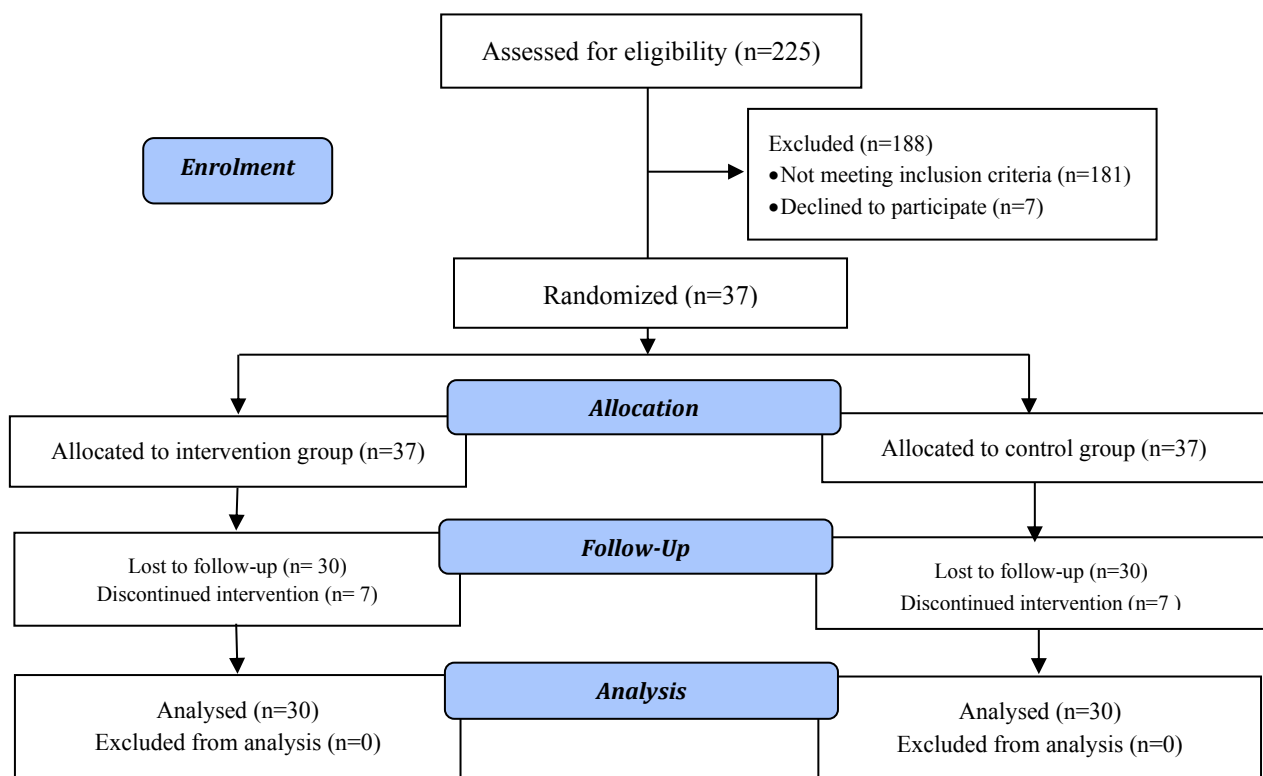 Assessed for eligibility (n=225)
Enrolment
Excluded (n=188)
•Not meeting inclusion criteria (n=181)
•Declined to participate (n=7)
Randomized (n=37)
Allocation
Allocated to intervention group (n=37)
Allocated to control group (n=37)
Follow-Up
Lost to follow-up (n= 30)
Discontinued intervention (n= 7)
Lost to follow-up (n=30)
Discontinued intervention (n=7 )
Analysis
Analysed (n=30)
Excluded from analysis (n=0)
Analysed (n=30)
Excluded from analysis (n=0)